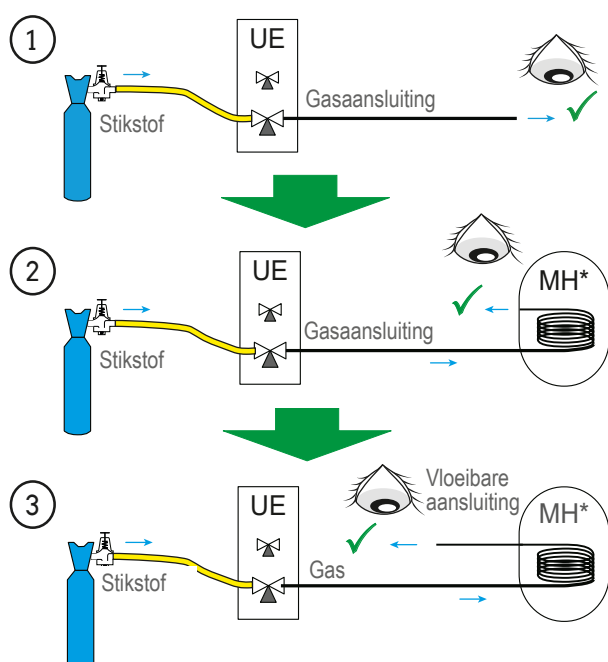 1
UE
Stikstof
Gasaansluiting
2
UE
MH*
Stikstof
Gasaansluiting
3
UE
Vloeibare
aansluiting
MH*
Stikstof
Gas